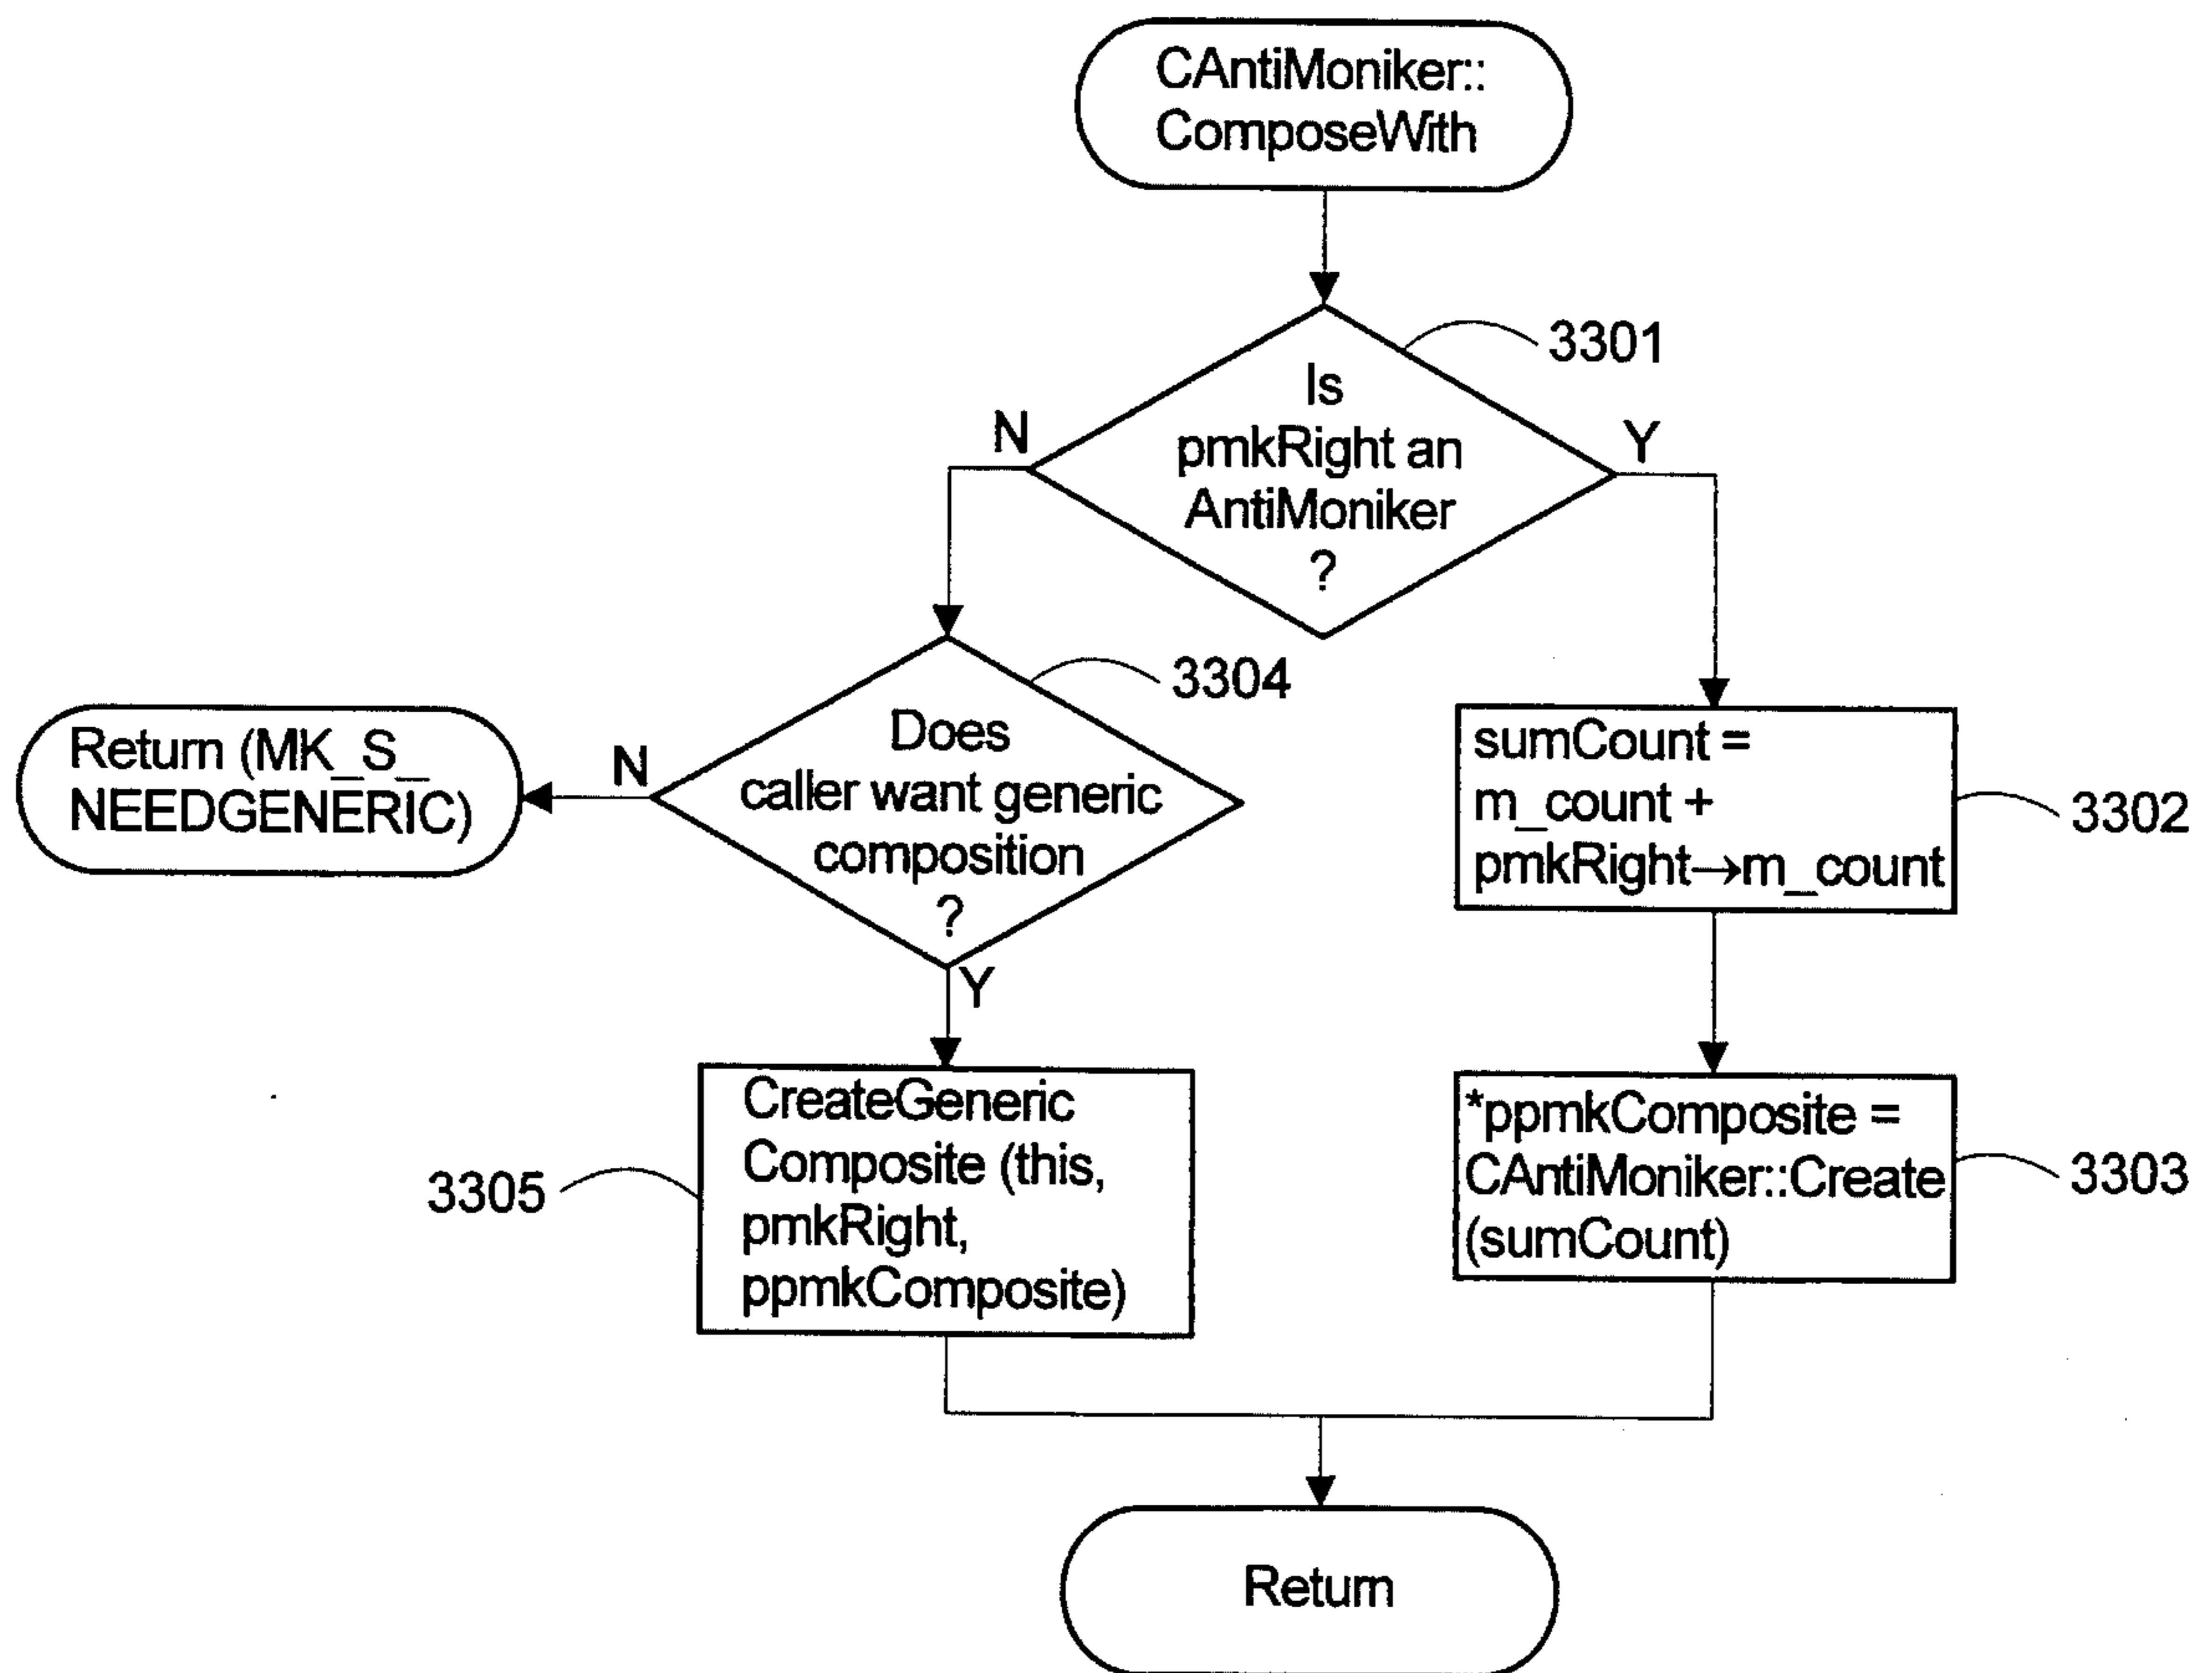 CAntiMoniker::
ComposeWith
3301
Is
pmkRight an
AntiMoniker
?
N
Y
3304
Does
caller want generic
composition
?
N
Y
Return (MK_S_
NEEDGENERIC)
sumCount =
m_count +
pmkRight→m_count
3302
CreateGeneric
Composite (this,
pmkRight,
ppmkComposite)
3305
*ppmkComposite =
CAntiMoniker::Create
(sumCount)
3303
Return